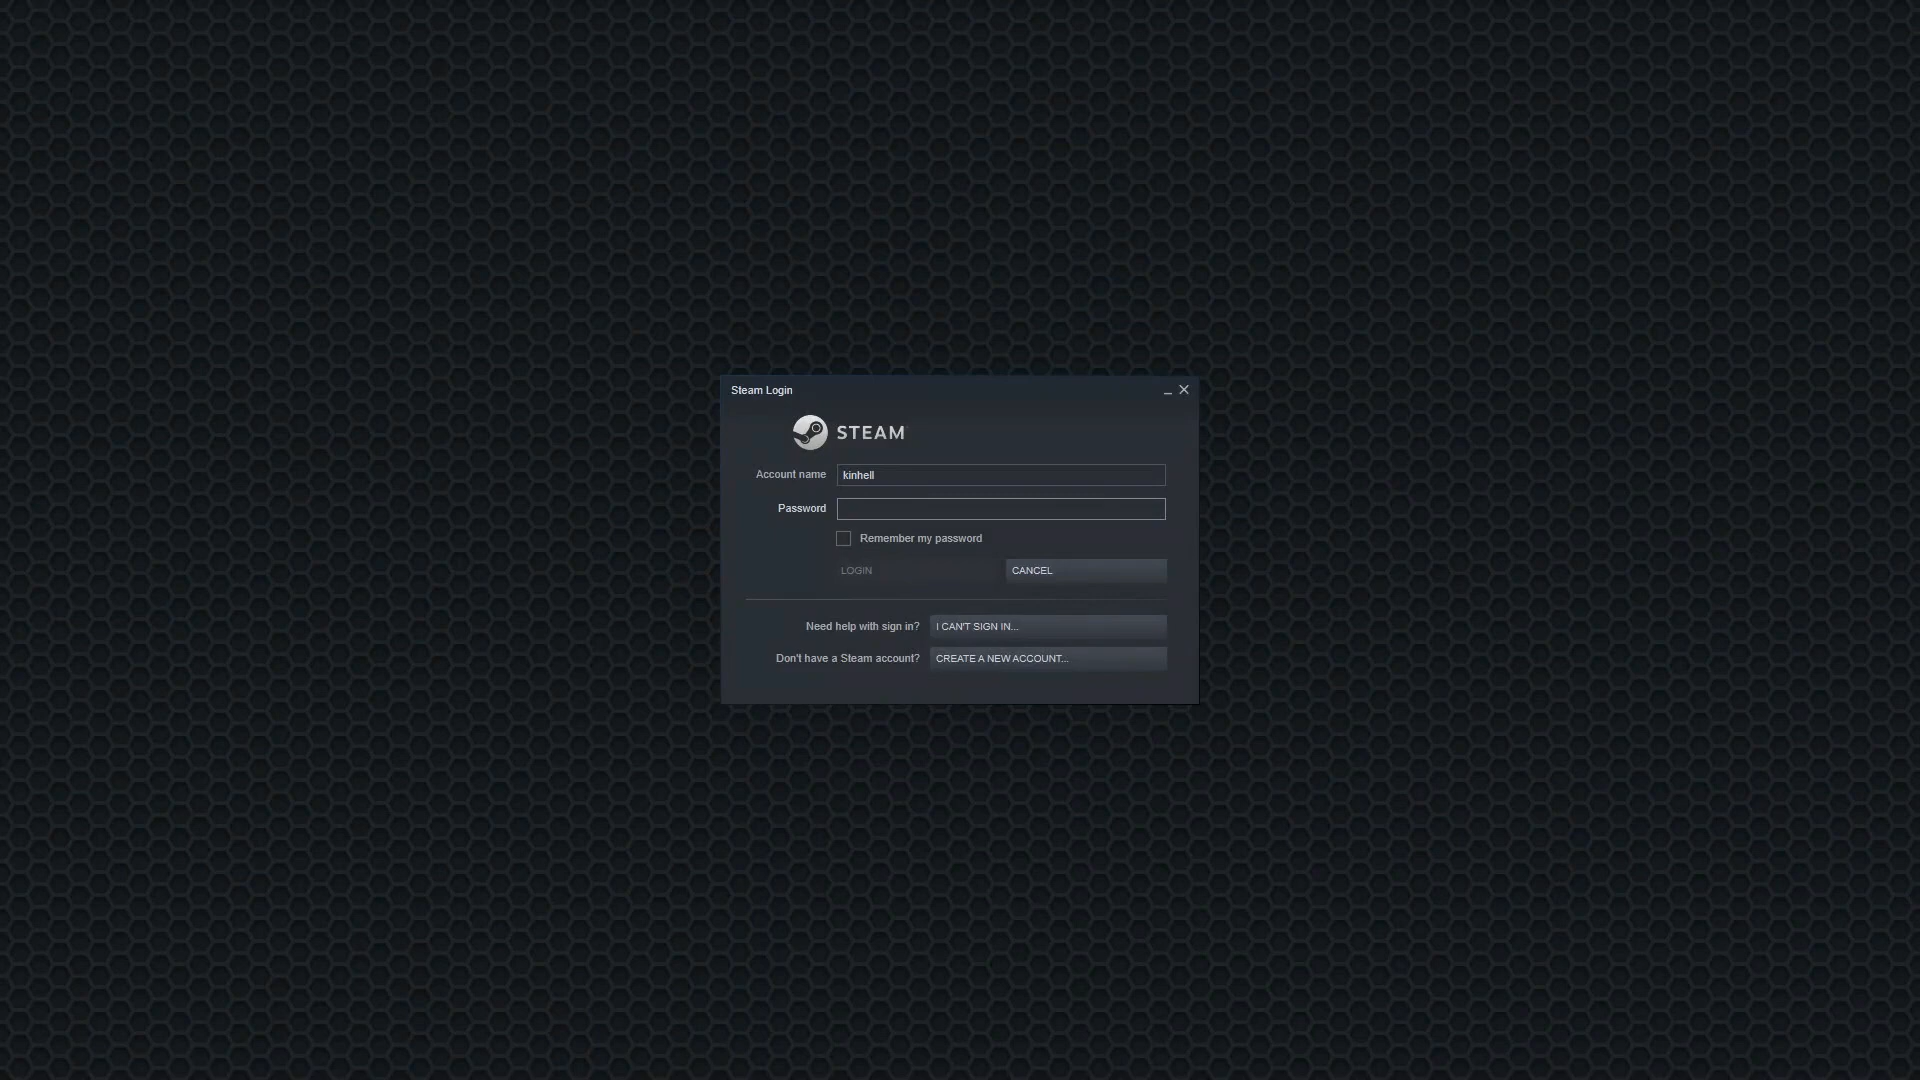 Steam Login
STEAM
Account name kinhell
Password
Remember my password
LOGIN CANCEL
Need help with sign in? I CAN'T SIGN IN...
Don't have a Steam account? CREATE A NEW ACCOUNT...